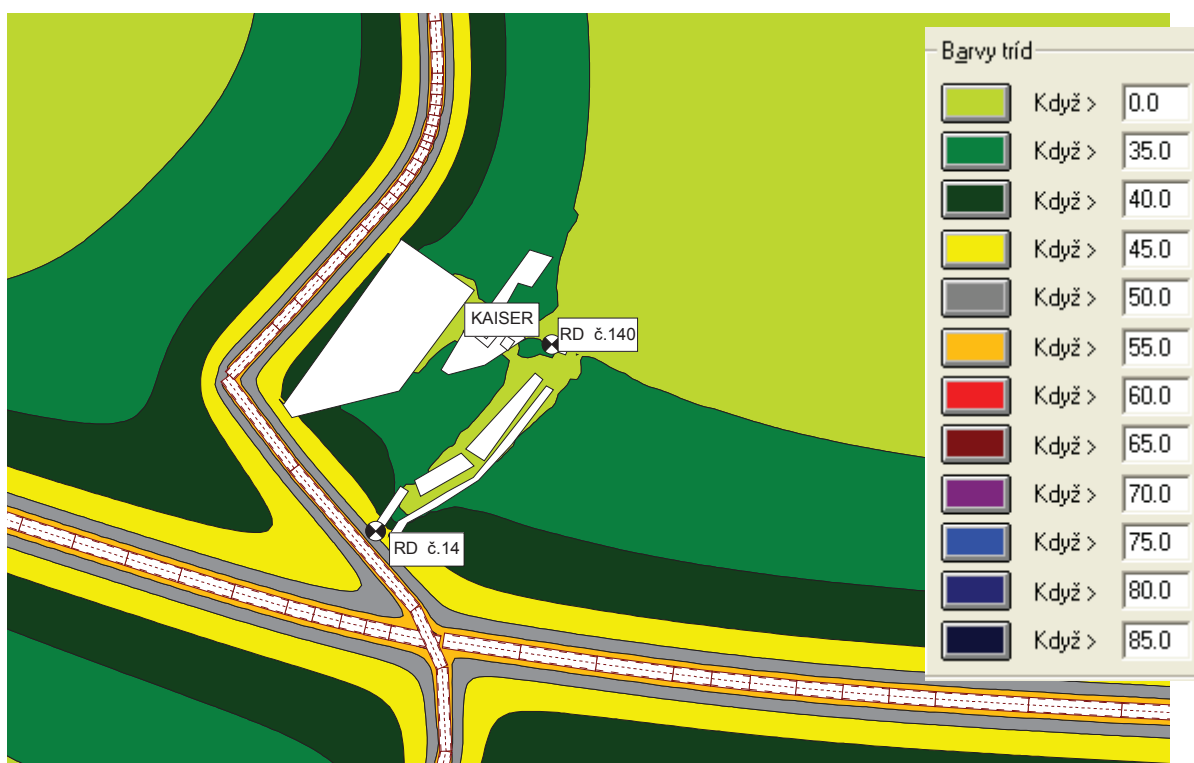 Barvy tríd
Když > 0.0
Když > 35.0
Když > 40.0
Když > 45.0
Když > 50.0
Když > 55.0
Když > 60.0
Když > 65.0
Když > 70.0
Když > 75.0
Když > 80.0
Když > 85.0
KAISER
RD č.140
RD č.14